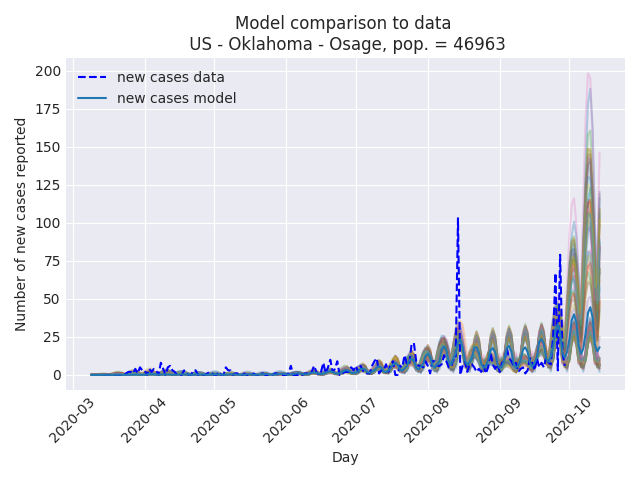 Model comparison to data
US - Oklahoma - Osage, pop. = 46963
new cases data
new cases model
Number of new cases reported
200
175
150
125
100
75
50
25
0
2020-03
2020-04
2020-05
2020-06
2020-07
2020-08
2020-09
2020-10
Day